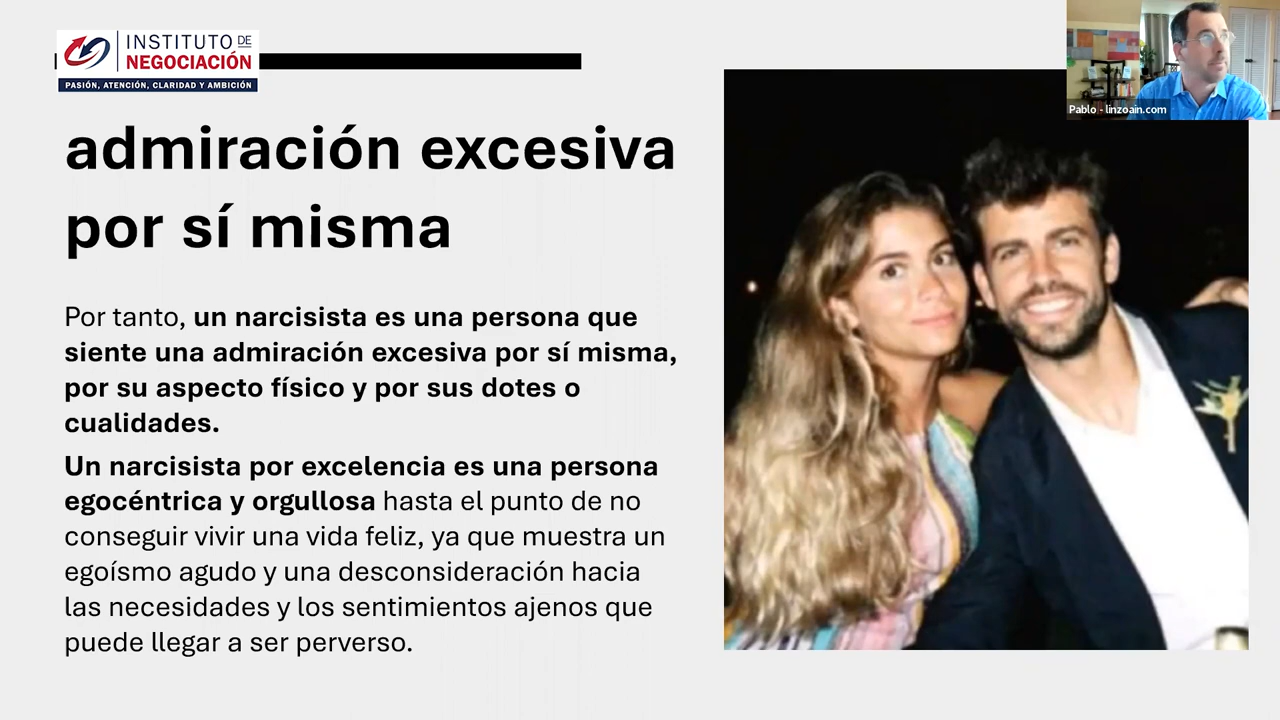 INSTITUTO DE
NEGOCIACIÓN
PASIÓN, ATENCIÓN, CLARIDAD Y AMBICIÓN
Pablo - linzoain.com
admiración excesiva
por sí misma
Por tanto, un narcisista es una persona que
siente una admiración excesiva por sí misma,
por su aspecto físico y por sus dotes o
cualidades.
Un narcisista por excelencia es una persona
egocéntrica y orgullosa hasta el punto de no
conseguir vivir una vida feliz, ya que muestra un
egoísmo agudo y una desconsideración hacia
las necesidades y los sentimientos ajenos que
puede llegar a ser perverso.